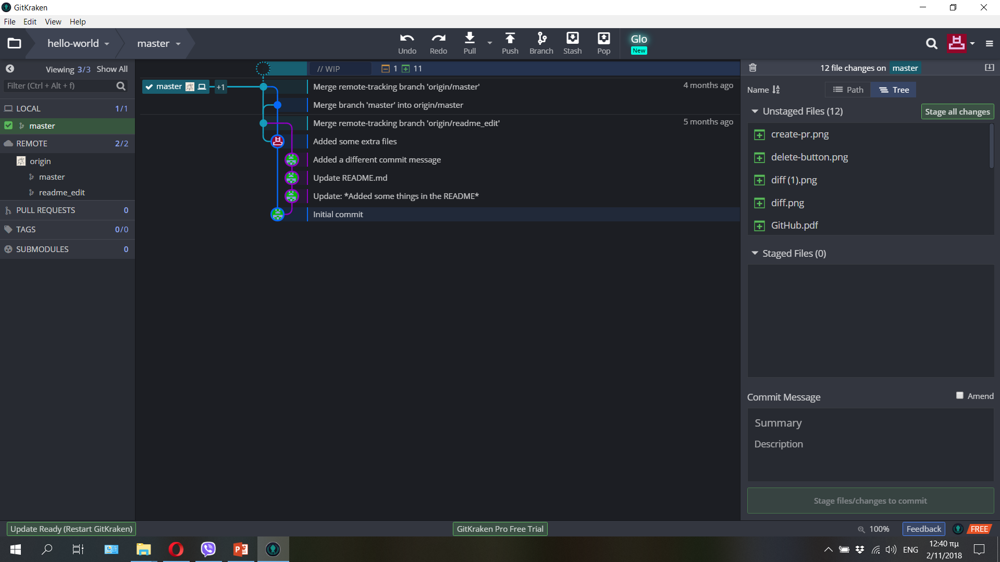 GitKraken
File Edit View Help
hello-world master Undo Redo Pull Push Branch Stash Pop Glo
New
Viewing 3/3 Show All
Filter (Ctrl + Alt + f)
LOCAL 1/1
master
REMOTE 2/2
origin
master
readme_edit
PULL REQUESTS 0
TAGS 0/0
SUBMODULES 0
// WIP 1 11
master +1 Merge remote-tracking branch 'origin/master' 4 months ago
Merge branch 'master' into origin/master
Merge remote-tracking branch 'origin/readme_edit' 5 months ago
Added some extra files
Added a different commit message
Update README.md
Update: *Added some things in the README*
Initial commit
12 file changes on master
Name Path Tree
Unstaged Files (12) Stage all changes
create-pr.png
delete-button.png
diff (1).png
diff.png
GitHub.pdf
Staged Files (0)
Commit Message Amend
Summary
Description
Stage files/changes to commit
Update Ready (Restart GitKraken) GitKraken Pro Free Trial 100% Feedback FREE
ENG 12:40 πμ
2/11/2018